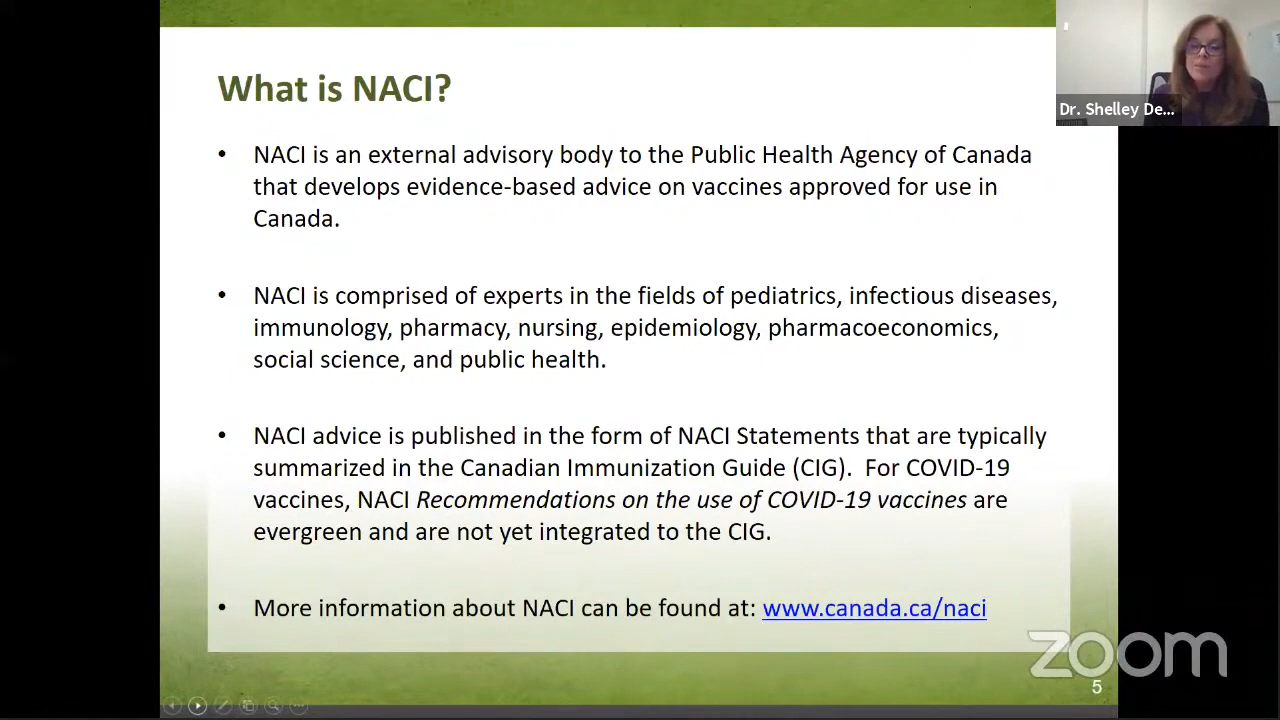 What is NACI?
Dr. Shelley De...
• NACI is an external advisory body to the Public Health Agency of Canada
that develops evidence-based advice on vaccines approved for use in
Canada.
• NACI is comprised of experts in the fields of pediatrics, infectious diseases,
immunology, pharmacy, nursing, epidemiology, pharmacoeconomics,
social science, and public health.
• NACI advice is published in the form of NACI Statements that are typically
summarized in the Canadian Immunization Guide (CIG).  For COVID-19
vaccines, NACI Recommendations on the use of COVID-19 vaccines are
evergreen and are not yet integrated to the CIG.
• More information about NACI can be found at: www.canada.ca/naci
zoom
5